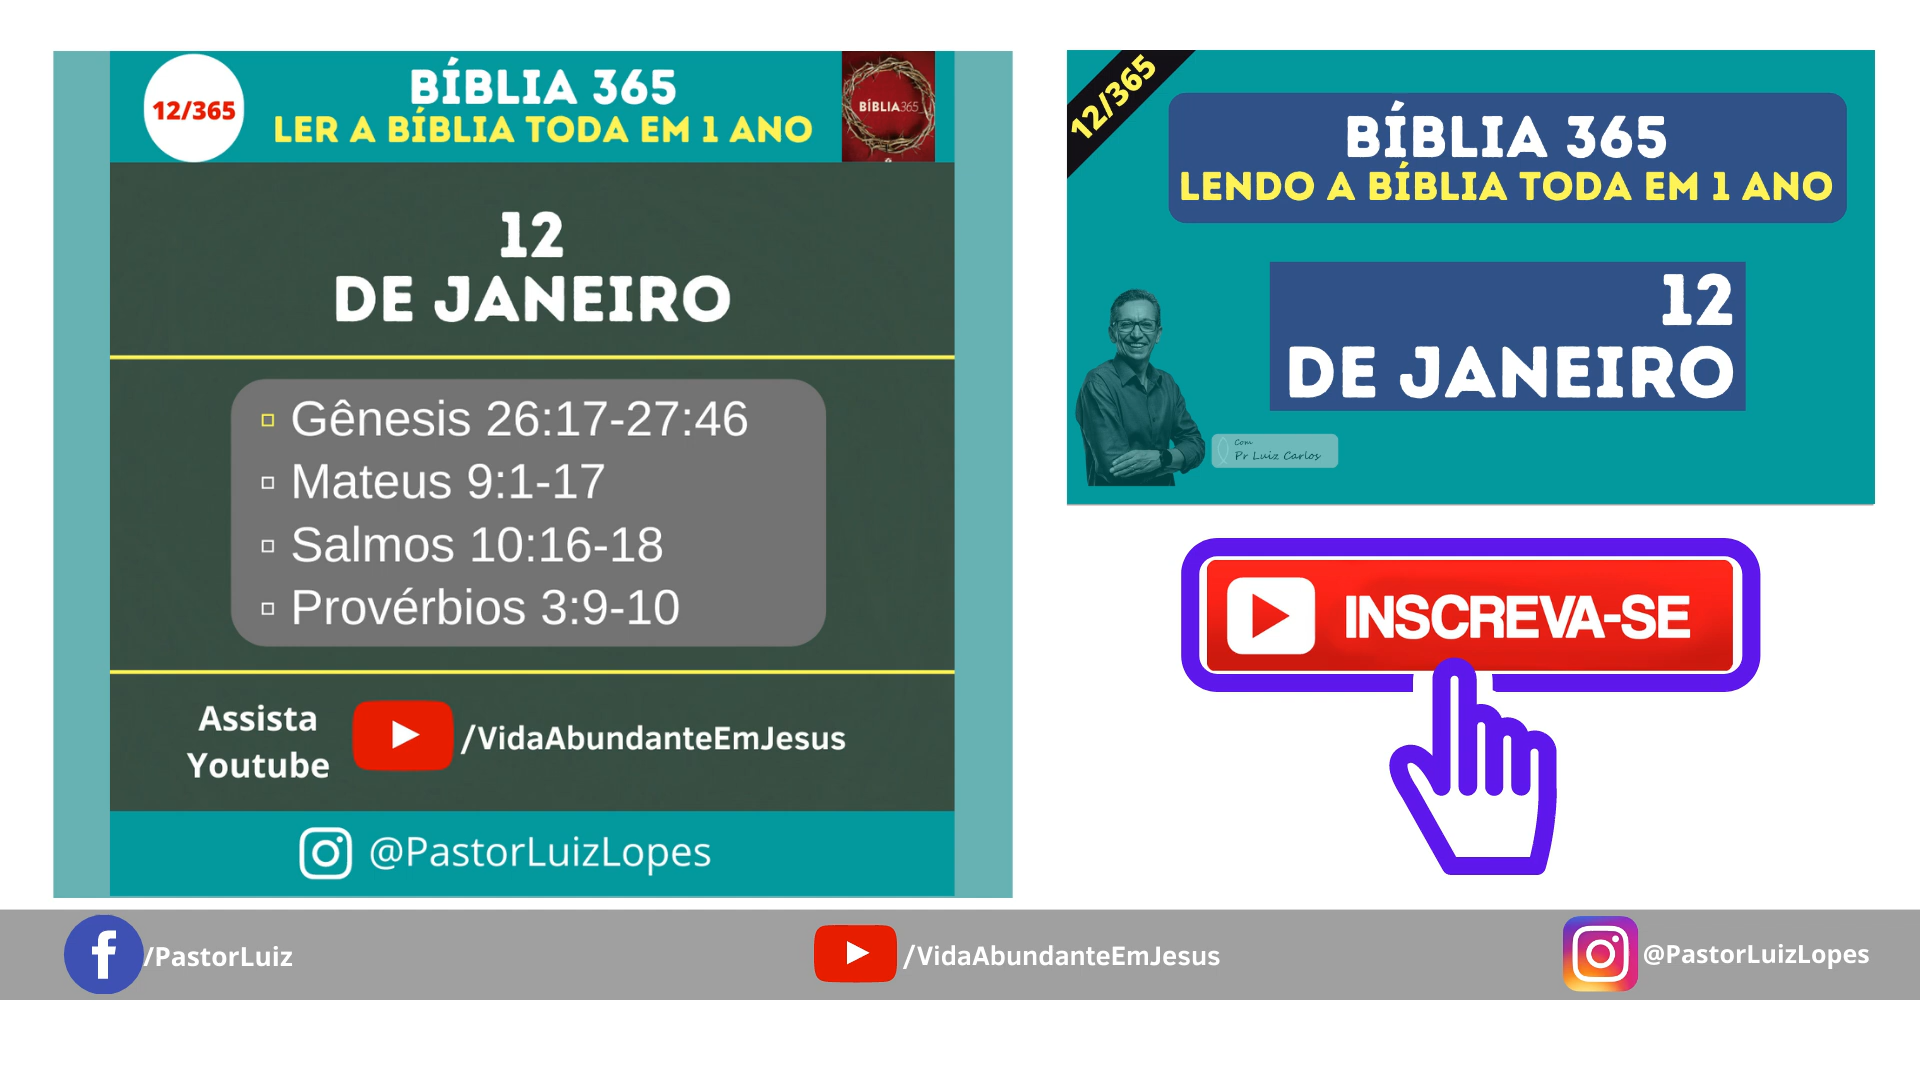 12/365
BÍBLIA 365
LER A BÍBLIA TODA EM 1 ANO
BÍBLIA365
12
DE JANEIRO
Gênesis 26:17-27:46
Mateus 9:1-17
Salmos 10:16-18
Provérbios 3:9-10
Assista
Youtube
/VidaAbundanteEmJesus
@PastorLuizLopes
12/365
BÍBLIA 365
LENDO A BÍBLIA TODA EM 1 ANO
12
DE JANEIRO
Com
Pr Luiz Carlos
INSCREVA-SE
/PastorLuiz
/VidaAbundanteEmJesus
@PastorLuizLopes